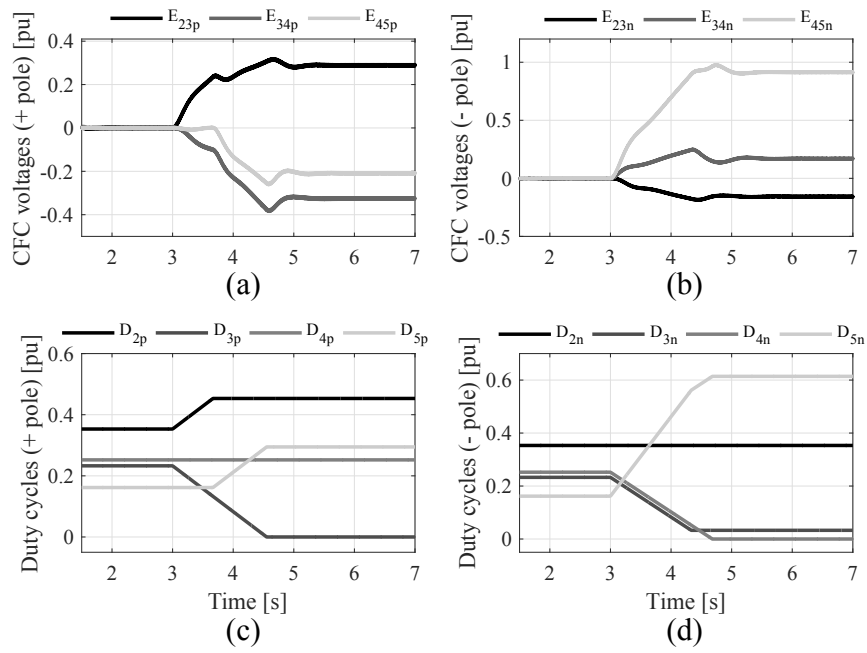 E23p E34p E45p
CFC voltages (+ pole) [pu]
0.4
0.2
0
-0.2
-0.4
2 3 4 5 6 7
(a)
E23n E34n E45n
CFC voltages (- pole) [pu]
1
0.5
0
-0.5
2 3 4 5 6 7
(b)
D2p D3p D4p D5p
Duty cycles (+ pole) [pu]
0.6
0.4
0.2
0
2 3 4 5 6 7
Time [s]
(c)
D2n D3n D4n D5n
Duty cycles (- pole) [pu]
0.6
0.4
0.2
0
2 3 4 5 6 7
Time [s]
(d)